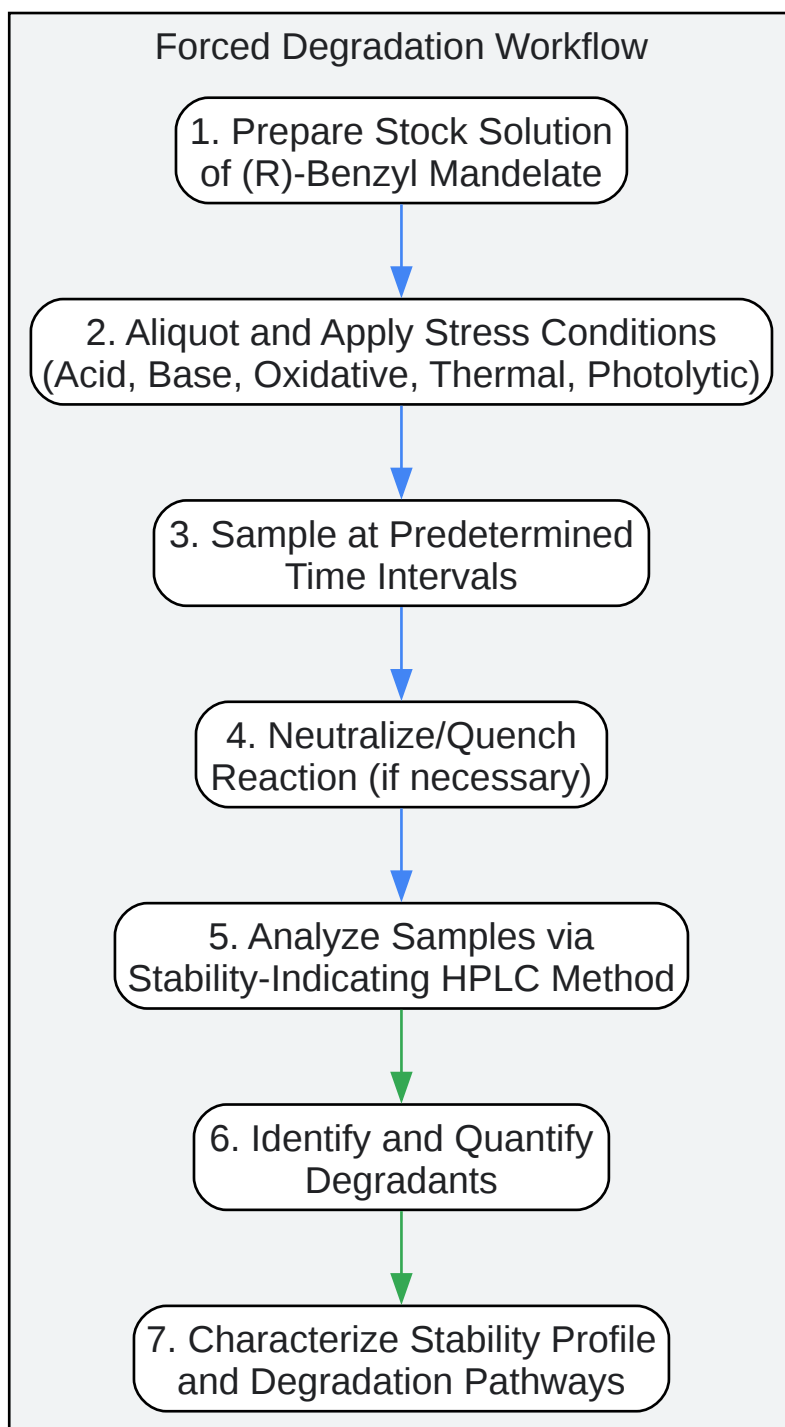 Forced Degradation Workflow
1. Prepare Stock Solution
of (R)-Benzyl Mandelate
2. Aliquot and Apply Stress Conditions
(Acid, Base, Oxidative, Thermal, Photolytic)
3. Sample at Predetermined
Time Intervals
4. Neutralize/Quench
Reaction (if necessary)
5. Analyze Samples via
Stability-Indicating HPLC Method
6. Identify and Quantify
Degradants
7. Characterize Stability Profile
and Degradation Pathways